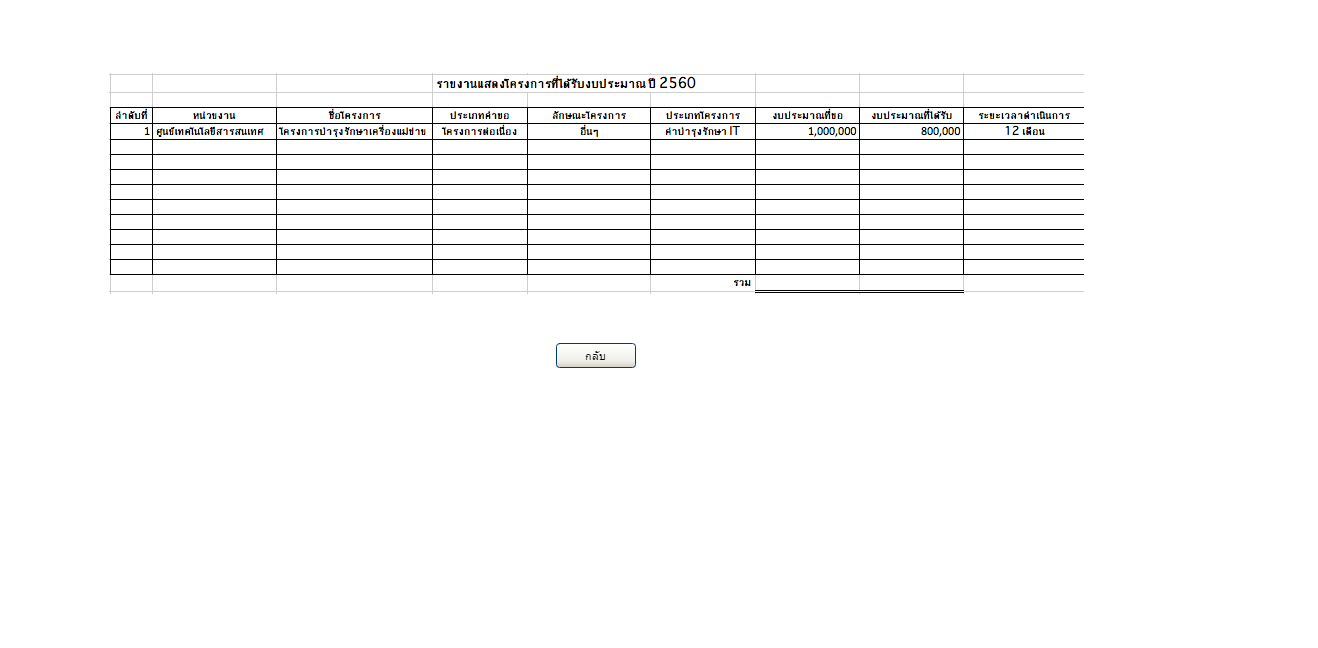 รายงานแสดงโครงการที่ได้รับงบประมาณ ปี 2560
ลำดับที่ หน่วยงาน ชื่อโครงการ ประเภทคำขอ ลักษณะโครงการ ประเภทโครงการ งบประมาณที่ขอ งบประมาณที่ได้รับ ระยะเวลาดำเนินการ
1 ศูนย์เทคโนโลยีสารสนเทศ โครงการบำรุงรักษาเครื่องแม่ข่าย โครงการต่อเนื่อง อื่นๆ ค่าบำรุงรักษา IT 1,000,000 800,000 12 เดือน
รวม
กลับ